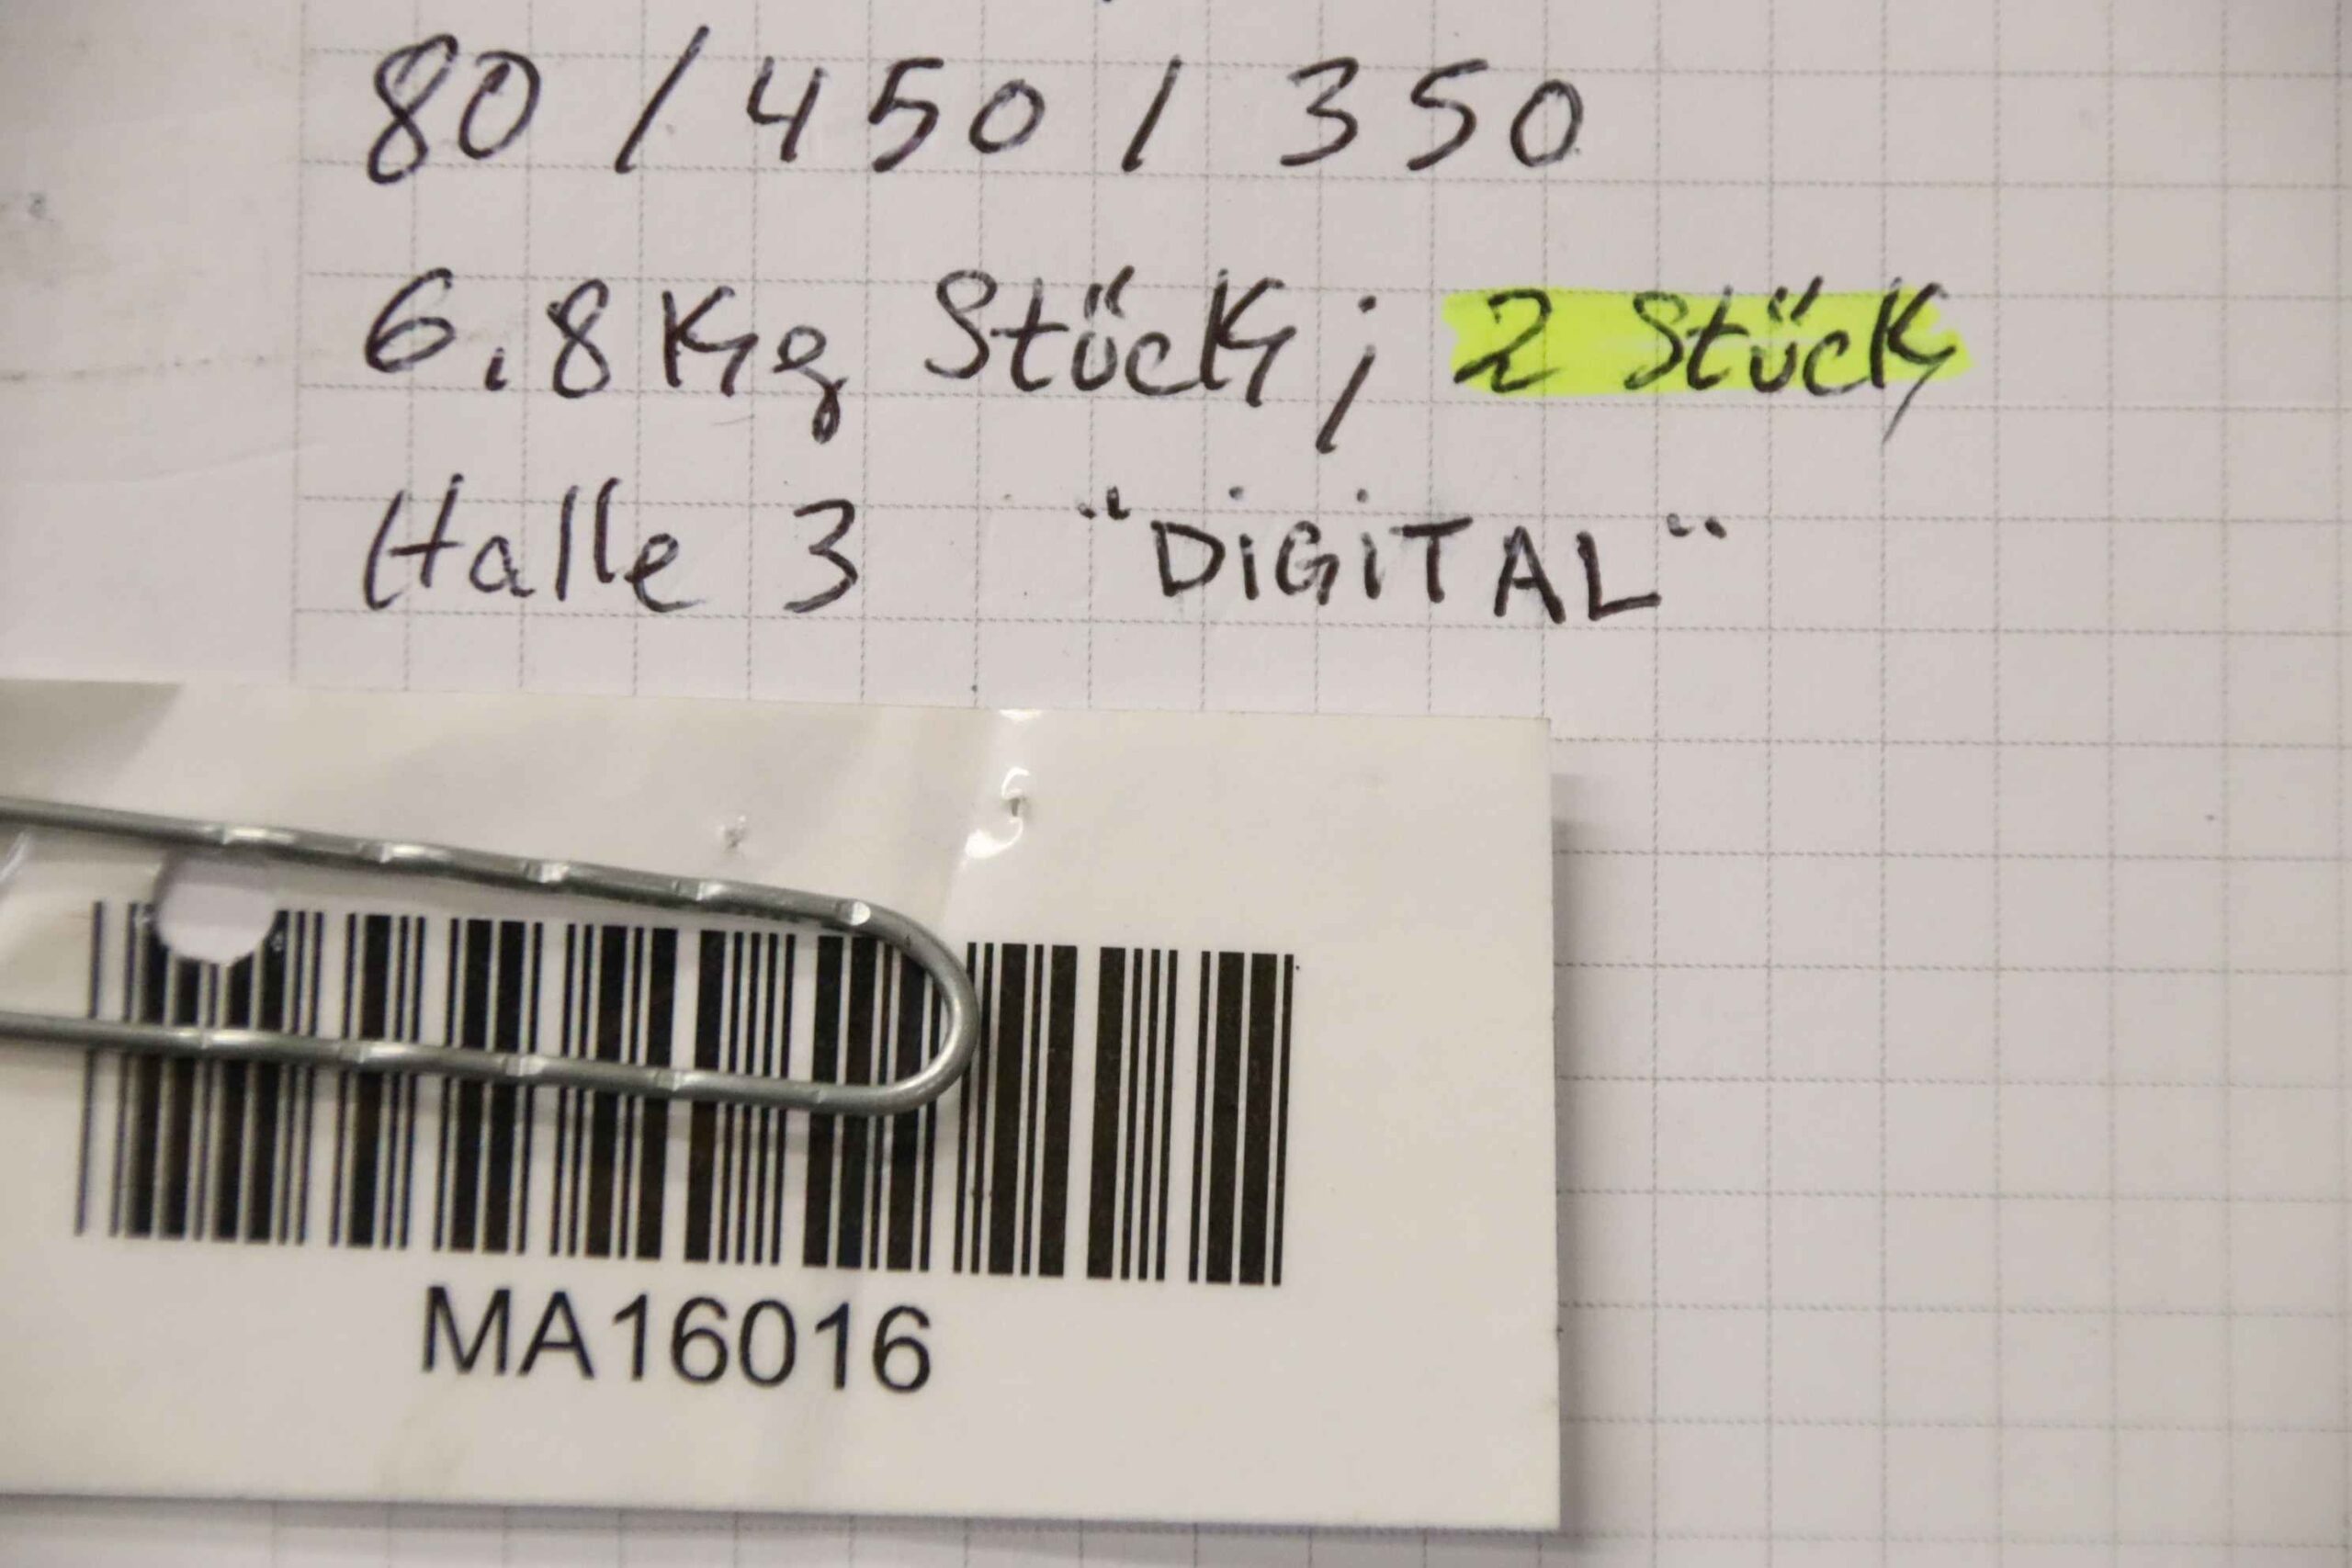 80 / 450 / 350
6.8 Kg Stück; 2 Stück
Halle 3 "DiGiTAL"
MA16016